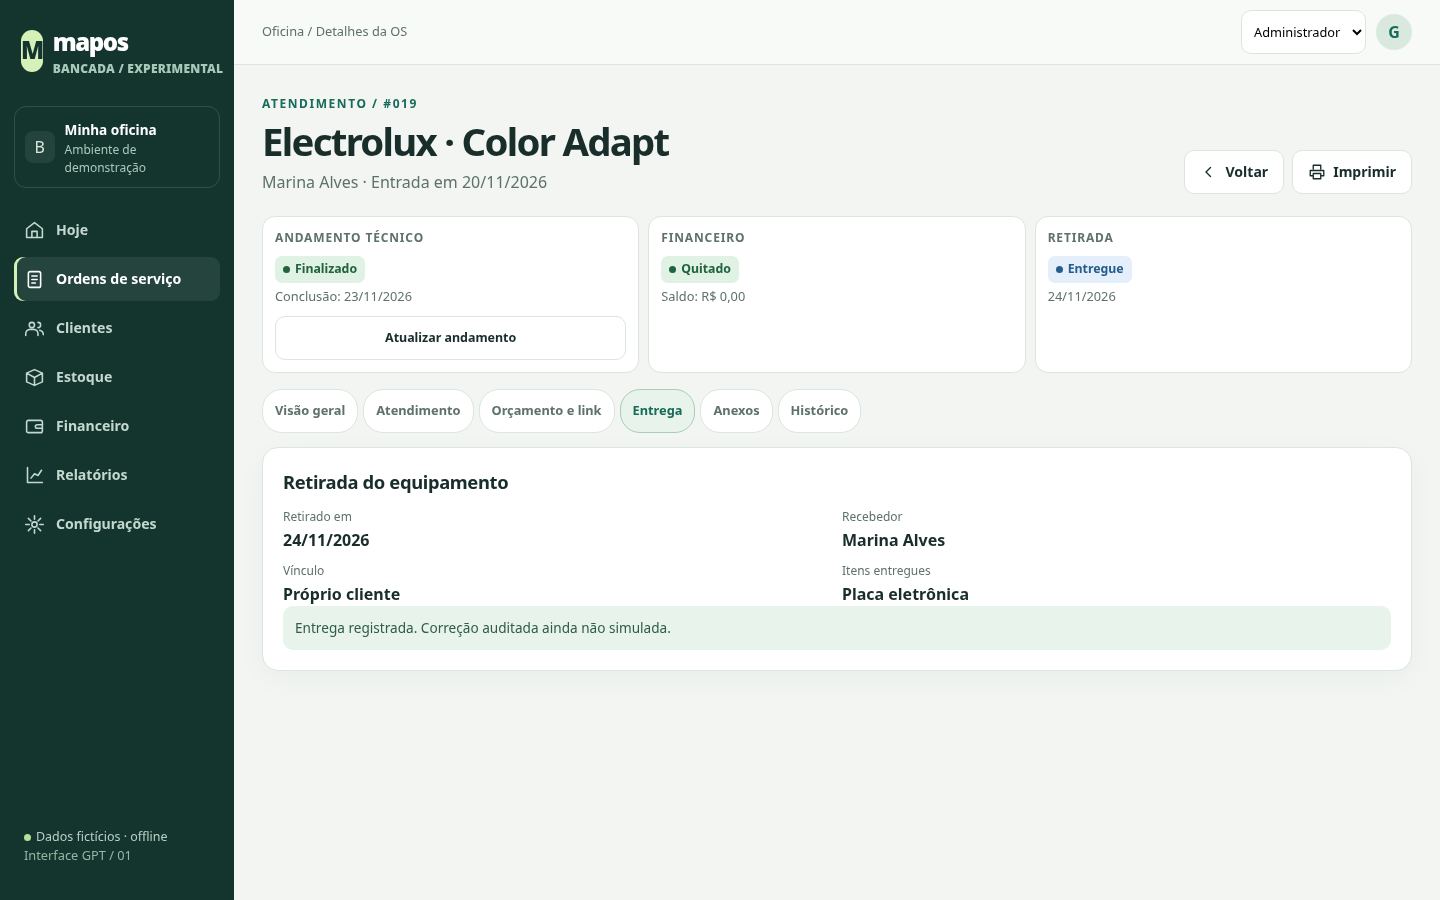 M
mapos
BANCADA / EXPERIMENTAL
B
Minha oficina
Ambiente de
demonstração
Hoje
Ordens de serviço
Clientes
Estoque
Financeiro
Relatórios
Configurações
Dados fictícios · offline
Interface GPT / 01
Oficina / Detalhes da OS
Administrador
G
ATENDIMENTO / #019
Electrolux · Color Adapt
Marina Alves · Entrada em 20/11/2026
Voltar
Imprimir
ANDAMENTO TÉCNICO
Finalizado
Conclusão: 23/11/2026
Atualizar andamento
FINANCEIRO
Quitado
Saldo: R$ 0,00
RETIRADA
Entregue
24/11/2026
Visão geral
Atendimento
Orçamento e link
Entrega
Anexos
Histórico
Retirada do equipamento
Retirado em
24/11/2026
Recebedor
Marina Alves
Vínculo
Próprio cliente
Itens entregues
Placa eletrônica
Entrega registrada. Correção auditada ainda não simulada.